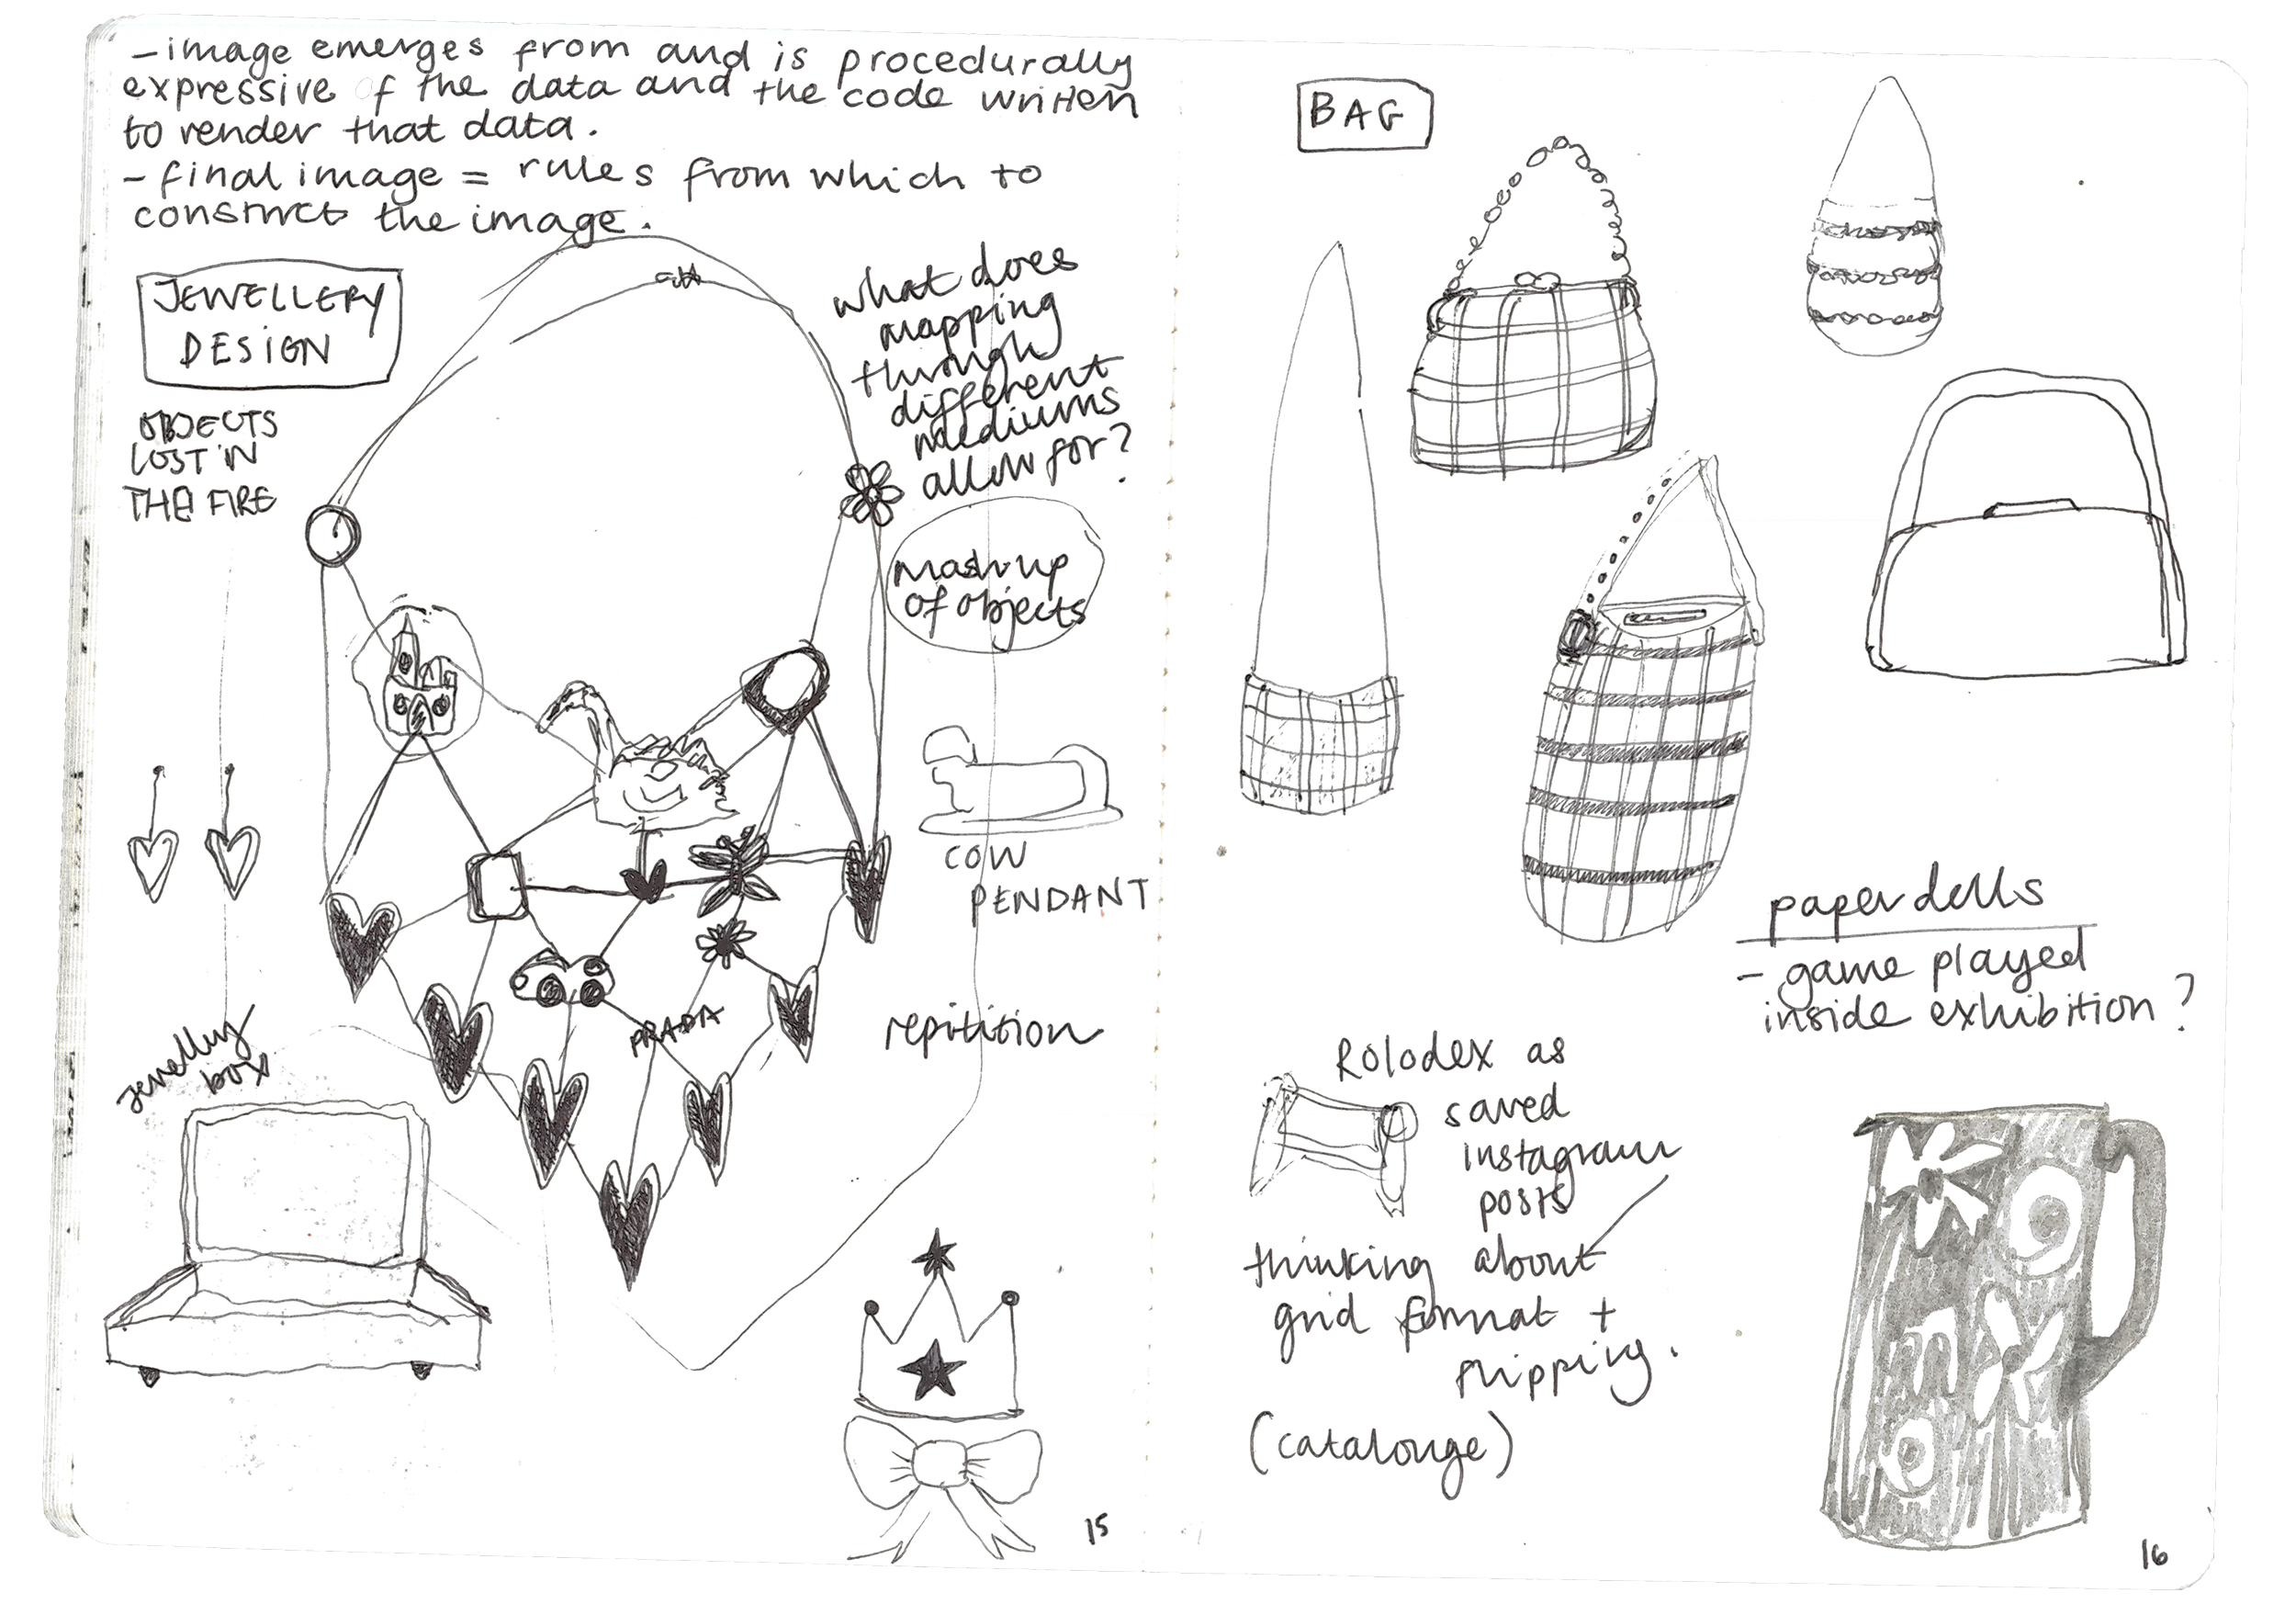 - image emerges from and is procedurally
expressive of the data and the code written
to render that data.
- final image = rules from which to
construct the image.
JEWELLERY
DESIGN
OBJECTS
LOST IN
THE FIRE
what does
mapping
through
different
mediums
allow for?
mashup
of objects
COW
PENDANT
repitition
PRADA
Jewellry
box
15
BAG
paper dolls
- game played
inside exhibition?
Rolodex as
saved
instagram
posts
thinking about
grid format +
flipping.
(catalouge)
16